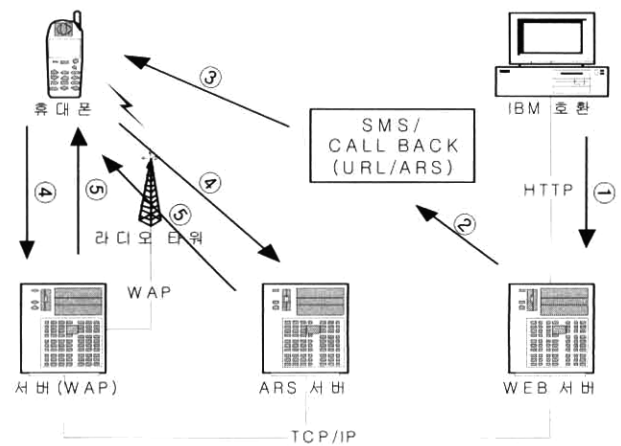 ③
휴대폰
SMS/
CALL BACK
(URL/ARS)
IBM 호환
①
HTTP
④
⑤
④
⑤
②
라디오 타워
WAP
서버(WAP)
ARS 서버
WEB 서버
TCP/IP